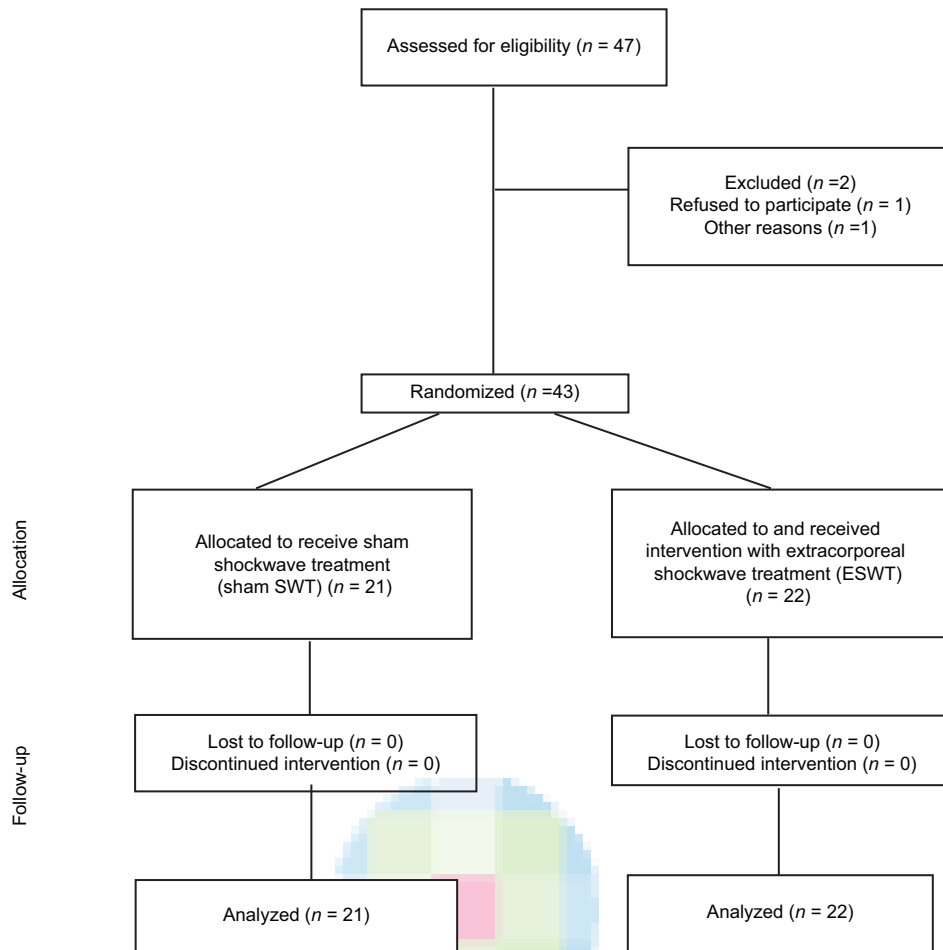 Assessed for eligibility (n = 47)
Excluded (n =2)
Refused to participate (n = 1)
Other reasons (n =1)
Randomized (n =43)
Allocation
Allocated to receive sham
shockwave treatment
(sham SWT) (n = 21)
Allocated to and received
intervention with extracorporeal
shockwave treatment (ESWT)
(n = 22)
Follow-up
Lost to follow-up (n = 0)
Discontinued intervention (n = 0)
Lost to follow-up (n = 0)
Discontinued intervention (n = 0)
Analyzed (n = 21)
Analyzed (n = 22)